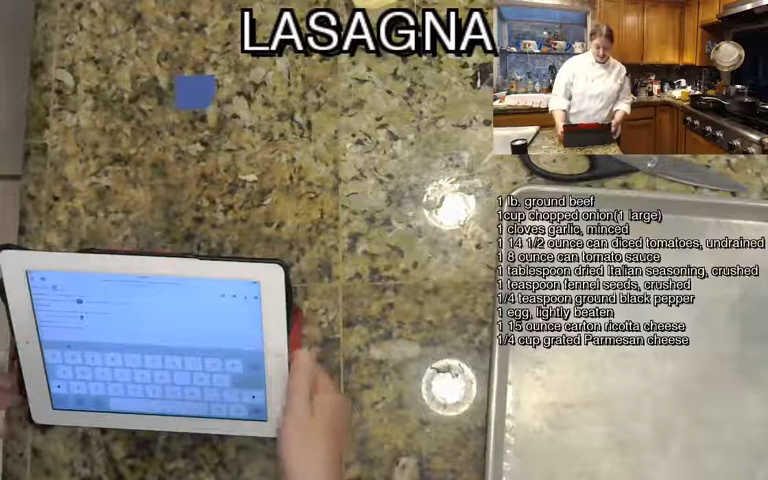 LASAGNA
1 lb. ground beef
1cup chopped onion(1 large)
1 cloves garlic, minced
1 14 1/2 ounce can diced tomatoes, undrained
1 8 ounce can tomato sauce
1 tablespoon dried Italian seasoning, crushed
1 teaspoon fennel seeds, crushed
1/4 teaspoon ground black pepper
1 egg, lightly beaten
1 15 ounce carton ricotta cheese
1/4 cup grated Parmesan cheese